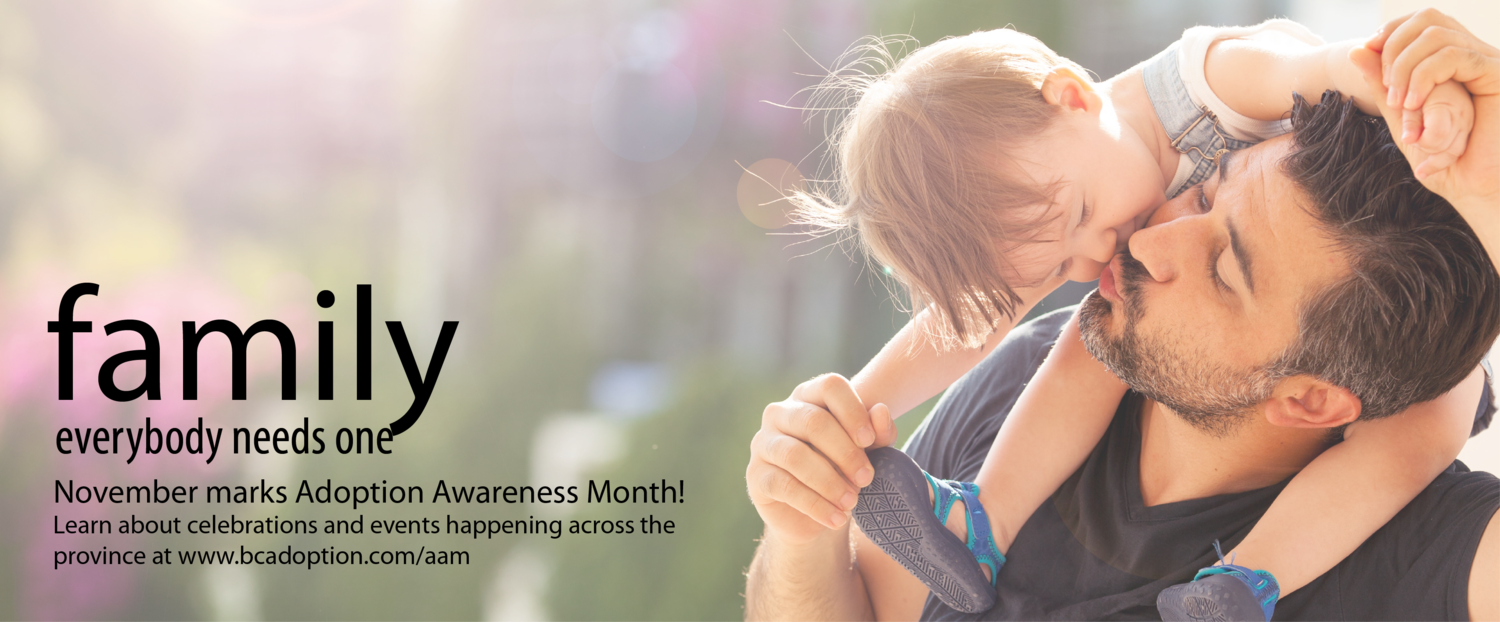 family
everybody needs one
November marks Adoption Awareness Month!
Learn about celebrations and events happening across the
province at www.bcadoption.com/aam